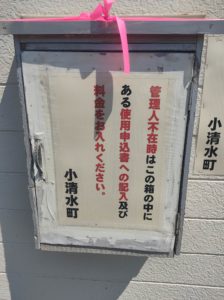 管理人不在時はこの箱の中に
ある使用申込書への記入及び
料金をお入れください。
小清水町
小清水町